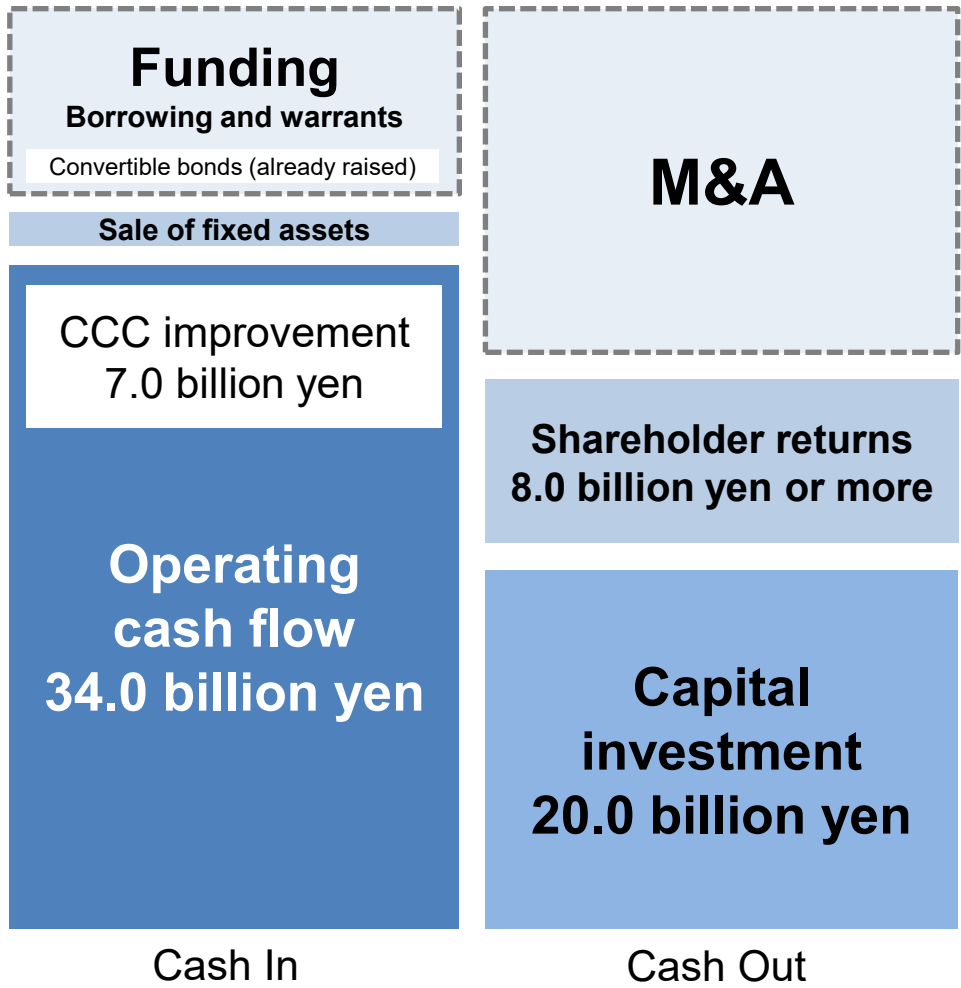 Funding
Borrowing and warrants
Convertible bonds (already raised)
Sale of fixed assets
CCC improvement
7.0 billion yen
Operating
cash flow
34.0 billion yen
Cash In
M&A
Shareholder returns
8.0 billion yen or more
Capital
investment
20.0 billion yen
Cash Out